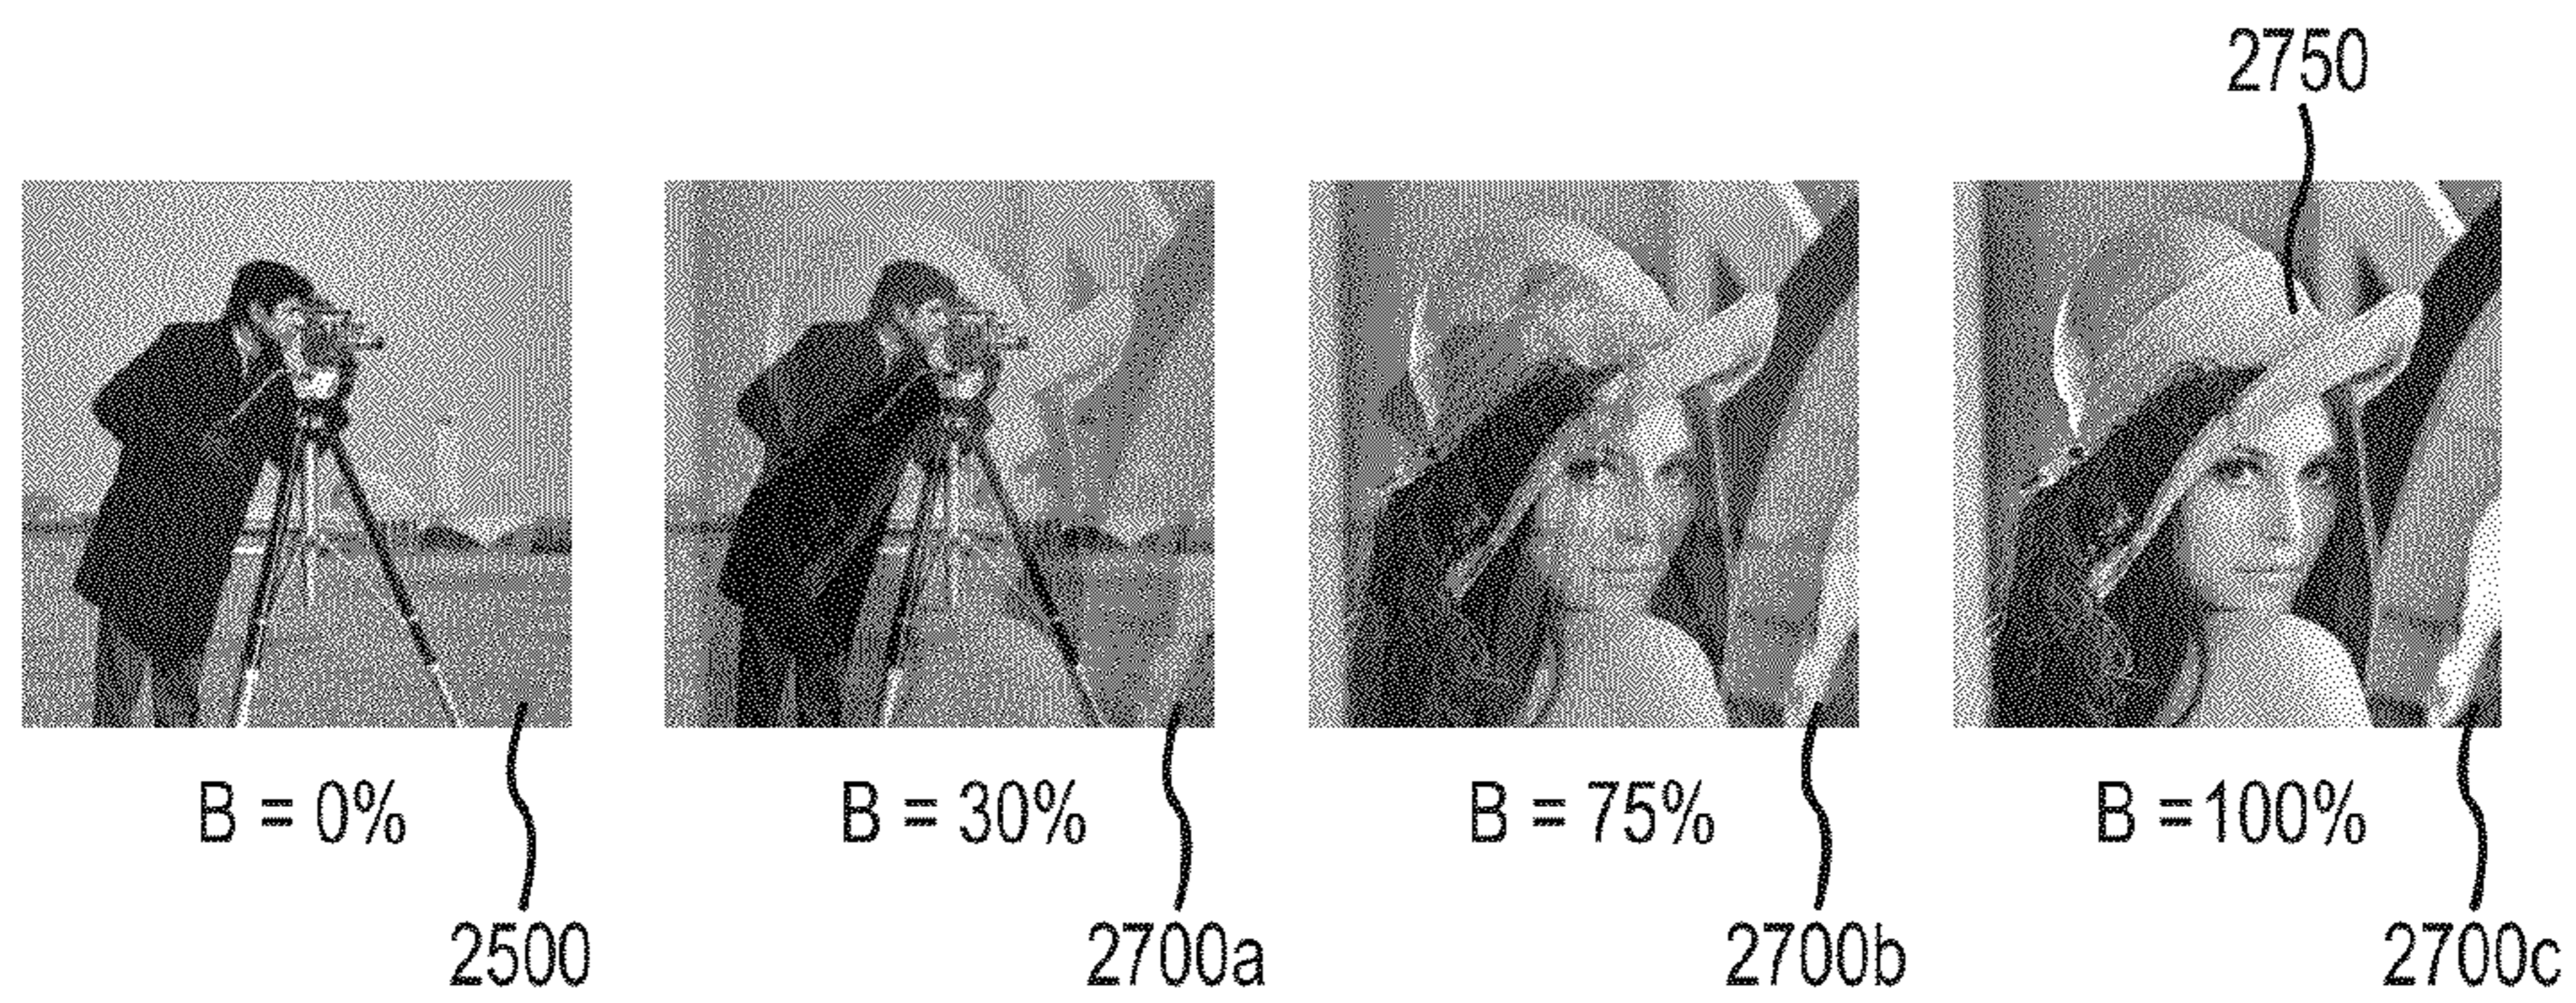 2750
B = 0%
B = 30%
B = 75%
B =100%
2500
2700a
2700b
2700c